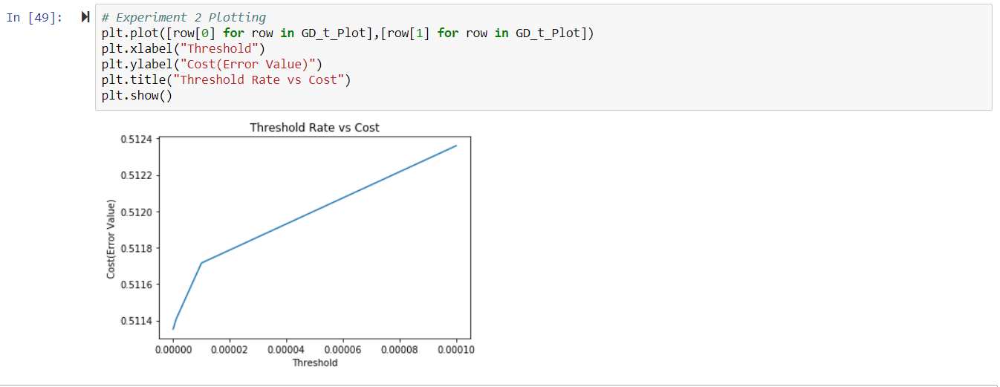 In [49]:
# Experiment 2 Plotting
plt.plot([row[0] for row in GD_t_Plot],[row[1] for row in GD_t_Plot])
plt.xlabel("Threshold")
plt.ylabel("Cost(Error Value)")
plt.title("Threshold Rate vs Cost")
plt.show()
Threshold Rate vs Cost
0.5124
0.5122
0.5120
0.5118
0.5116
0.5114
Cost(Error Value)
0.00000 0.00002 0.00004 0.00006 0.00008 0.00010
Threshold